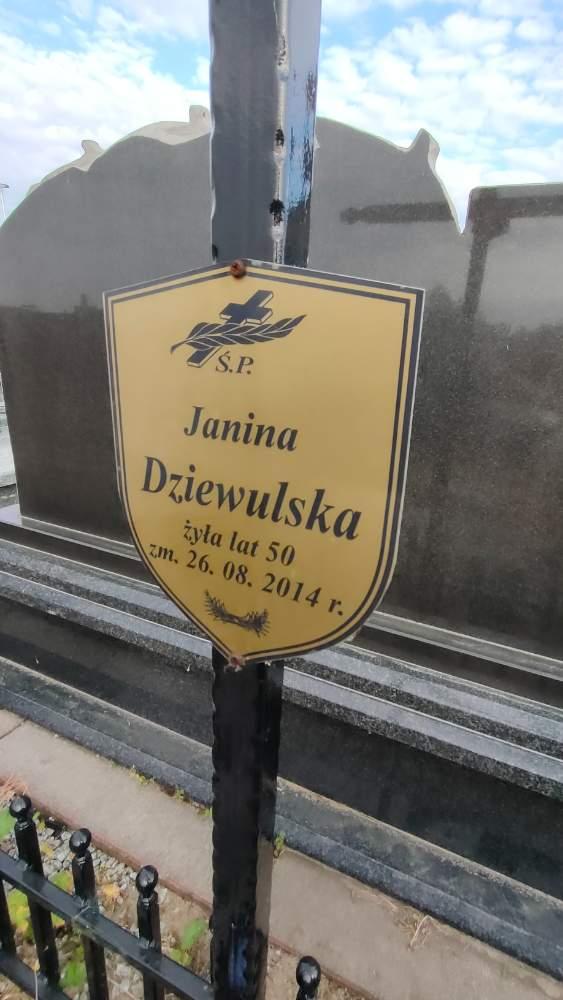 Ś.P.
Janina
Dziewulska
żyła lat 50
zm. 26. 08. 2014 r.